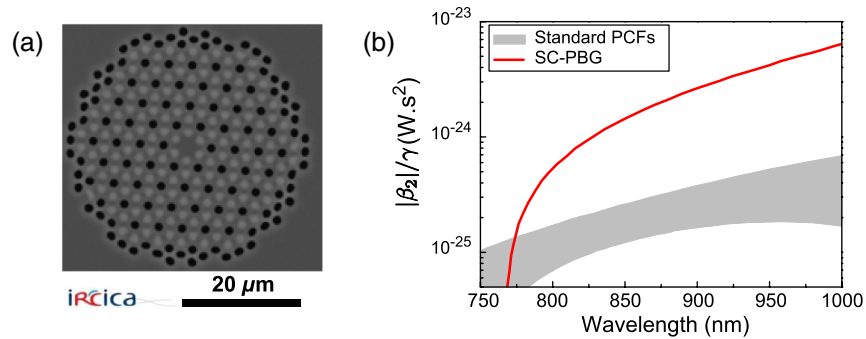 (a)
iRCica
20 μm
(b)
Standard PCFs
SC-PBG
|β₂|/γ(W.s²)
10⁻²³
10⁻²⁴
10⁻²⁵
750 800 850 900 950 1000
Wavelength (nm)